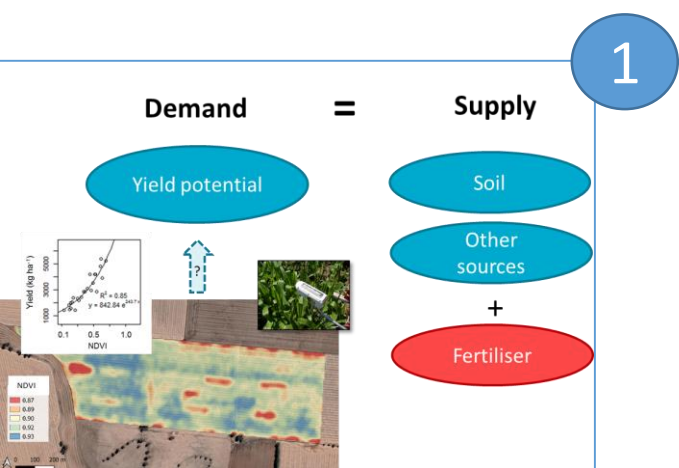 1
Demand = Supply
Yield potential
Soil
Other
sources
+
Fertiliser
?
Yield (kg ha⁻¹)
5000
3000
1000
R² = 0.85
0.1 0.5 1.0
NDVI
NDVI
0.87
0.89
0.90
0.92
0.93
0 100 200 m